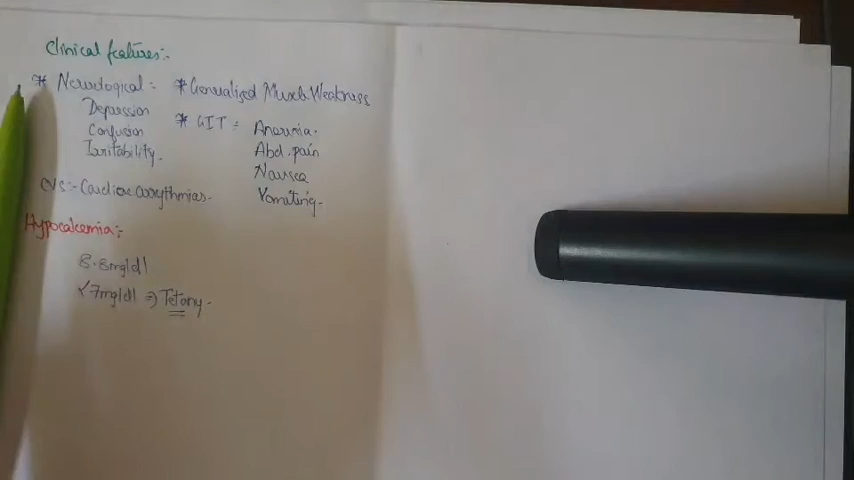 Clinical features:-
* Neurological:
Depression
Confusion
Irritability.
* Generalized Muscle Weakness
* GIT:
Anorexia.
Abd. pain
Nausea
Vomiting.
CVS:- Cardiac arrythmias.
Hypocalcemia:-
8.8mg/dl
<7mg/dl => Tetany.